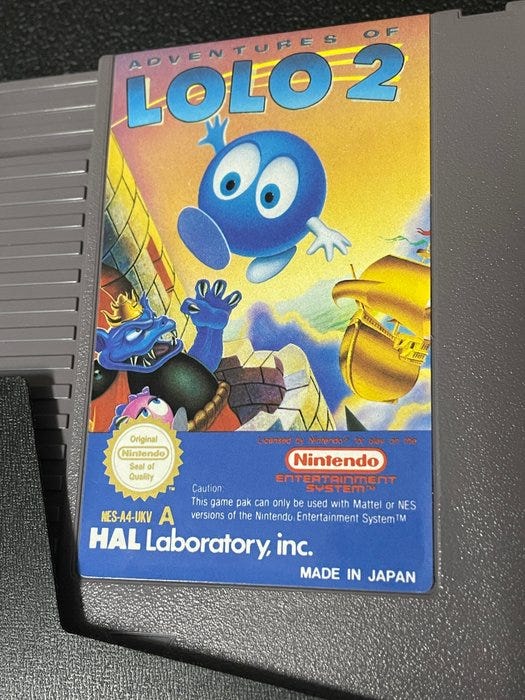 ADVENTURES OF
LOLO 2
Licensed by Nintendo® for play on the
Nintendo
ENTERTAINMENT
SYSTEM™
Original
Nintendo
Seal of
Quality
™
Caution:
This game pak can only be used with Mattel or NES
versions of the Nintendo Entertainment System™
NES-A4-UKV A
HAL Laboratory, inc.
MADE IN JAPAN